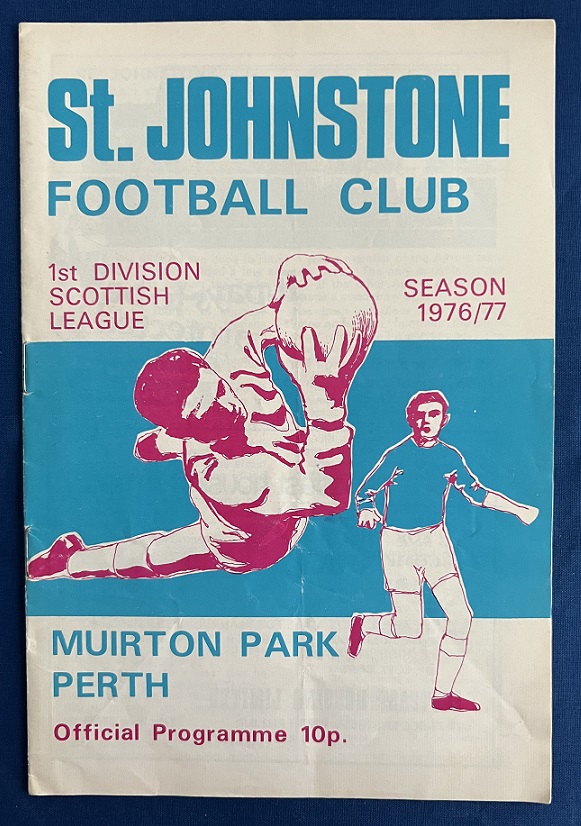 St. JOHNSTONE
FOOTBALL CLUB
1st DIVISION
SCOTTISH
LEAGUE
SEASON
1976/77
MUIRTON PARK
PERTH
Official Programme 10p.